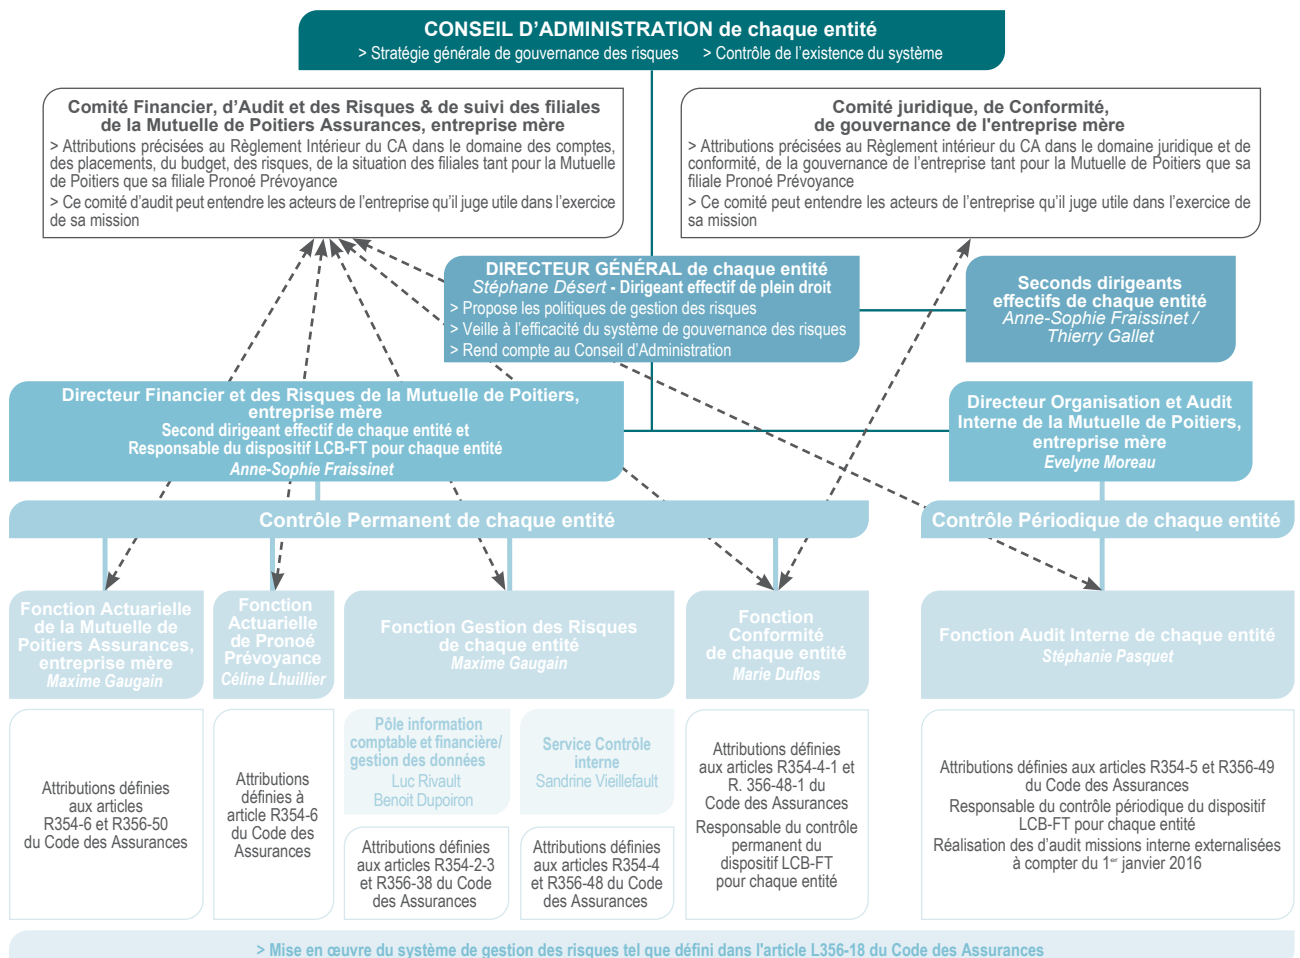 CONSEIL D’ADMINISTRATION de chaque entité
> Stratégie générale de gouvernance des risques > Contrôle de l’existence du système
Comité Financier, d’Audit et des Risques & de suivi des filiales
de la Mutuelle de Poitiers Assurances, entreprise mère
> Attributions précisées au Règlement Intérieur du CA dans le domaine des comptes,
des placements, du budget, des risques, de la situation des filiales tant pour la Mutuelle
de Poitiers que sa filiale Pronoé Prévoyance
> Ce comité d’audit peut entendre les acteurs de l’entreprise qu’il juge utile dans l’exercice
de sa mission
Comité juridique, de Conformité,
de gouvernance de l'entreprise mère
> Attributions précisées au Règlement intérieur du CA dans le domaine juridique et de
conformité, de la gouvernance de l’entreprise tant pour la Mutuelle de Poitiers que sa
filiale Pronoé Prévoyance
> Ce comité peut entendre les acteurs de l’entreprise qu’il juge utile dans l’exercice de
sa mission
DIRECTEUR GÉNÉRAL de chaque entité
Stéphane Désert - Dirigeant effectif de plein droit
> Propose les politiques de gestion des risques
> Veille à l’efficacité du système de gouvernance des risques
> Rend compte au Conseil d’Administration
Seconds dirigeants
effectifs de chaque entité
Anne-Sophie Fraissinet /
Thierry Gallet
Directeur Financier et des Risques de la Mutuelle de Poitiers,
entreprise mère
Second dirigeant effectif de chaque entité et
Responsable du dispositif LCB-FT pour chaque entité
Anne-Sophie Fraissinet
Directeur Organisation et Audit
Interne de la Mutuelle de Poitiers,
entreprise mère
Evelyne Moreau
Contrôle Permanent de chaque entité
Contrôle Périodique de chaque entité
Fonction Actuarielle
de la Mutuelle de
Poitiers Assurances,
entreprise mère
Maxime Gaugain
Fonction
Actuarielle
de Pronoé
Prévoyance
Céline Lhuillier
Fonction Gestion des Risques
de chaque entité
Maxime Gaugain
Fonction
Conformité
de chaque entité
Marie Duflos
Fonction Audit Interne de chaque entité
Stéphanie Pasquet
Attributions définies
aux articles
R354-6 et R356-50
du Code des Assurances
Attributions
définies à
article R354-6
du Code des
Assurances
Pôle information
comptable et financière/
gestion des données
Luc Rivault
Benoit Dupoiron
Attributions définies
aux articles R354-2-3
et R356-38 du Code
des Assurances
Service Contrôle
interne
Sandrine Vieillefault
Attributions définies
aux articles R354-4
et R356-48 du Code
des Assurances
Attributions définies
aux articles R354-4-1 et
R. 356-48-1 du
Code des Assurances
Responsable du contrôle
permanent du
dispositif LCB-FT
pour chaque entité
Attributions définies aux articles R354-5 et R356-49
du Code des Assurances
Responsable du contrôle périodique du dispositif
LCB-FT pour chaque entité
Réalisation des d’audit missions interne externalisées
à compter du 1er janvier 2016
> Mise en œuvre du système de gestion des risques tel que défini dans l'article L356-18 du Code des Assurances